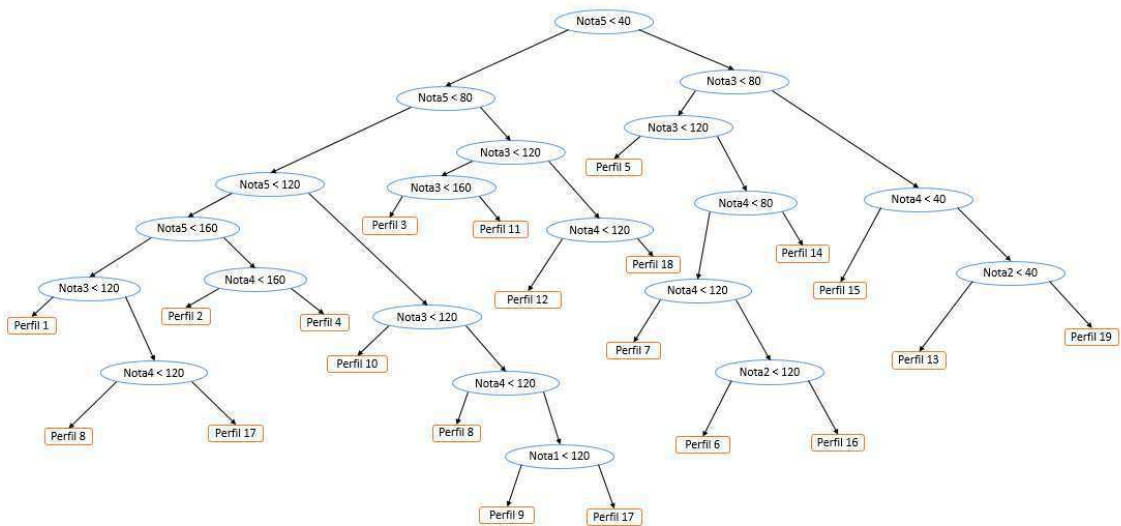 Nota5 < 40
Nota3 < 80
Nota5 < 80
Nota3 < 120
Nota3 < 120
Perfil 5
Nota5 < 120
Nota3 < 160
Nota4 < 80
Nota4 < 40
Perfil 3
Perfil 11
Nota5 < 160
Nota4 < 120
Perfil 14
Perfil 18
Nota4 < 160
Nota2 < 40
Nota3 < 120
Nota4 < 120
Perfil 15
Perfil 12
Perfil 2
Perfil 4
Perfil 1
Nota3 < 120
Perfil 19
Perfil 7
Perfil 13
Perfil 10
Nota4 < 120
Nota2 < 120
Nota4 < 120
Perfil 8
Perfil 17
Perfil 8
Perfil 6
Perfil 16
Nota1 < 120
Perfil 9
Perfil 17